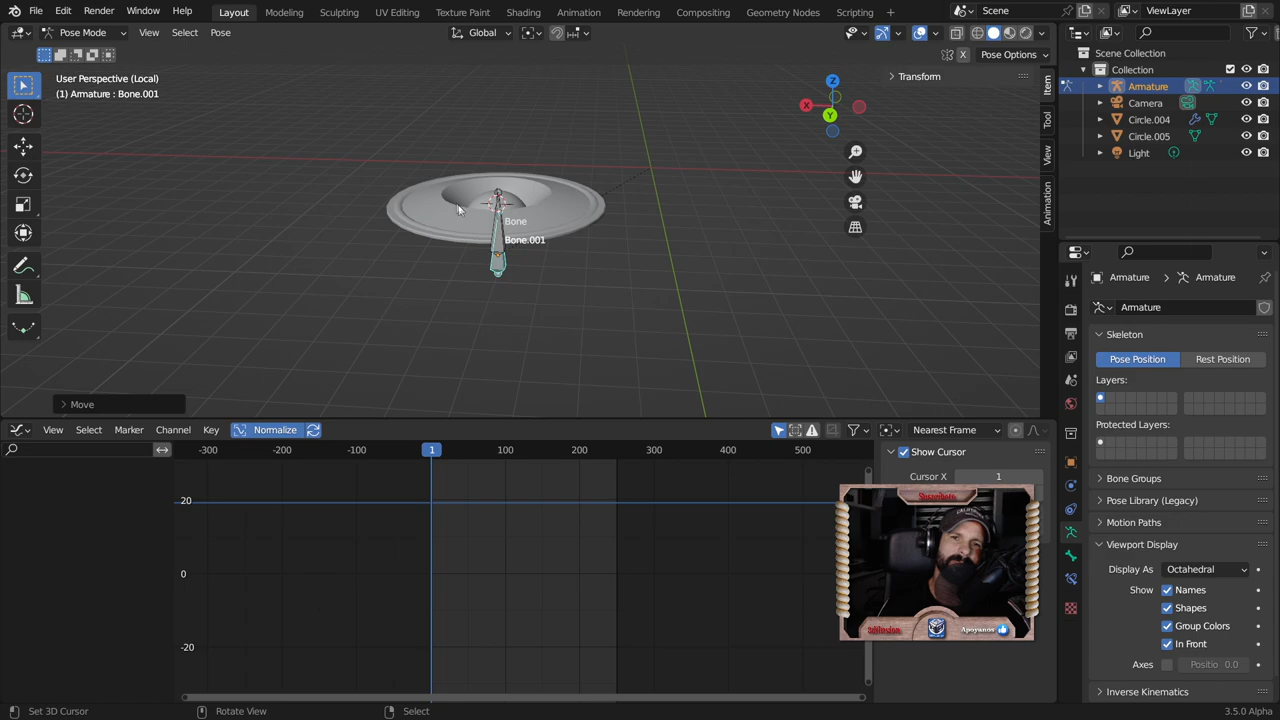 File Edit Render Window Help Layout Modeling Sculpting UV Editing Texture Paint Shading Animation Rendering Compositing Geometry Nodes Scripting Scene ViewLayer
Pose Mode View Select Pose Global
X Pose Options
User Perspective (Local)
(1) Armature : Bone.001
Transform
Z
X
Y
Bone
Bone.001
Item
Tool
View
Animation
Move
Scene Collection
Collection
Armature
Camera
Circle.004
Circle.005
Light
Armature Armature
Armature
Skeleton
Pose Position Rest Position
Layers:
Protected Layers:
Bone Groups
Pose Library (Legacy)
Motion Paths
Viewport Display
Display As Octahedral
Show Names
Shapes
Group Colors
In Front
Axes Positio 0.0
Inverse Kinematics
View Select Marker Channel Key Normalize Nearest Frame
-300 -200 -100 1 100 200 300 400 500
20
0
-20
Show Cursor
Cursor X 1
Apoyanos
Set 3D Cursor Rotate View Select 3.5.0 Alpha